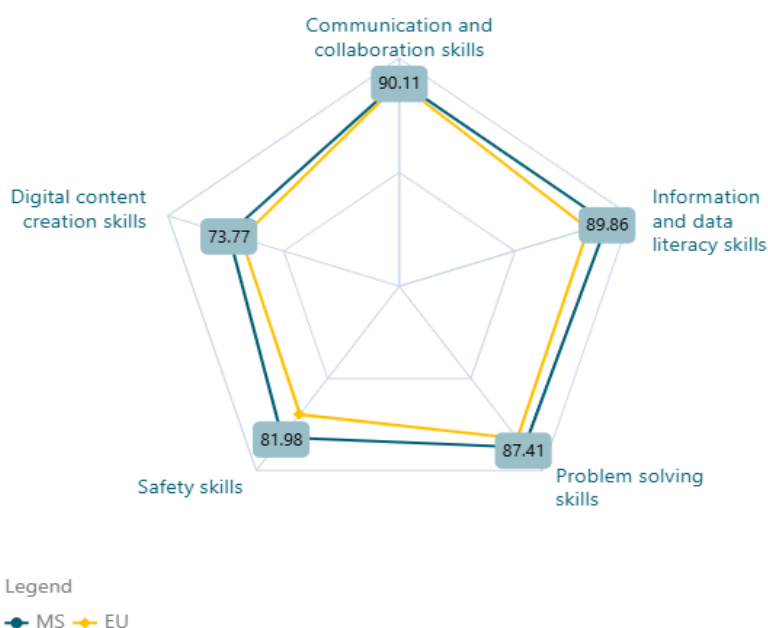 Communication and
collaboration skills
90.11
Digital content
creation skills
73.77
Information
and data
literacy skills
89.86
81.98
87.41
Safety skills
Problem solving
skills
Legend
MS EU